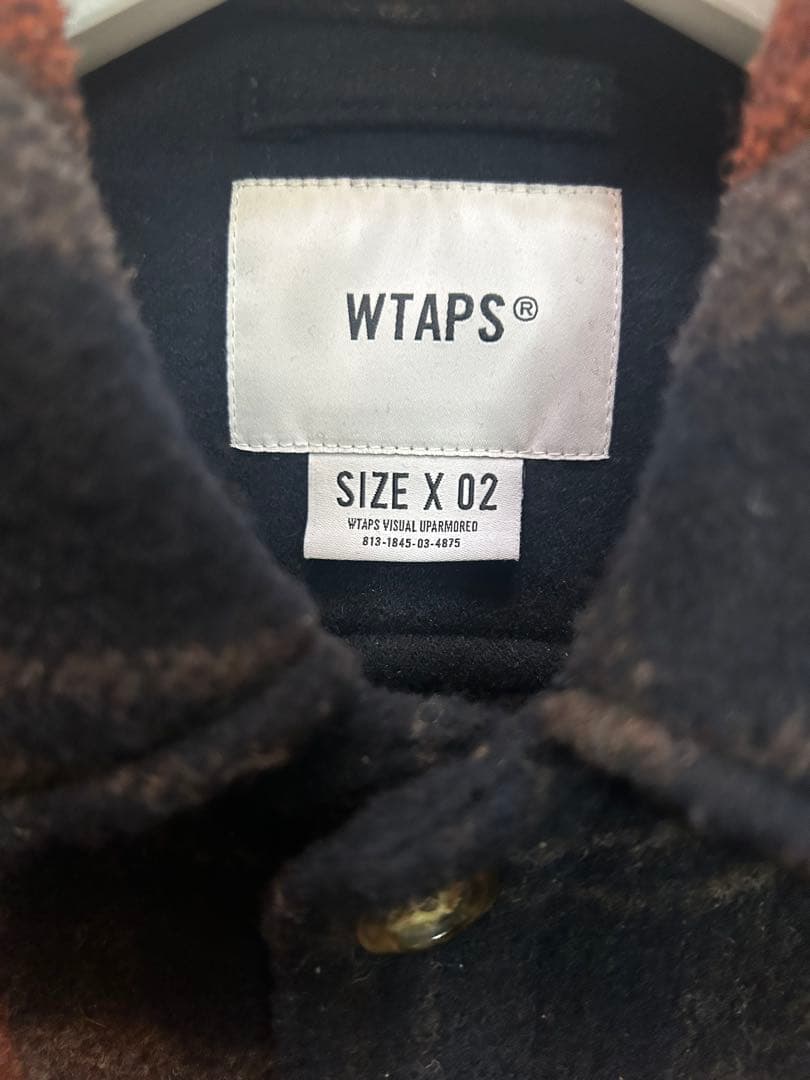 WTAPS®
SIZE X 02
WTAPS VISUAL UPARMORED
813-1845-03-4875